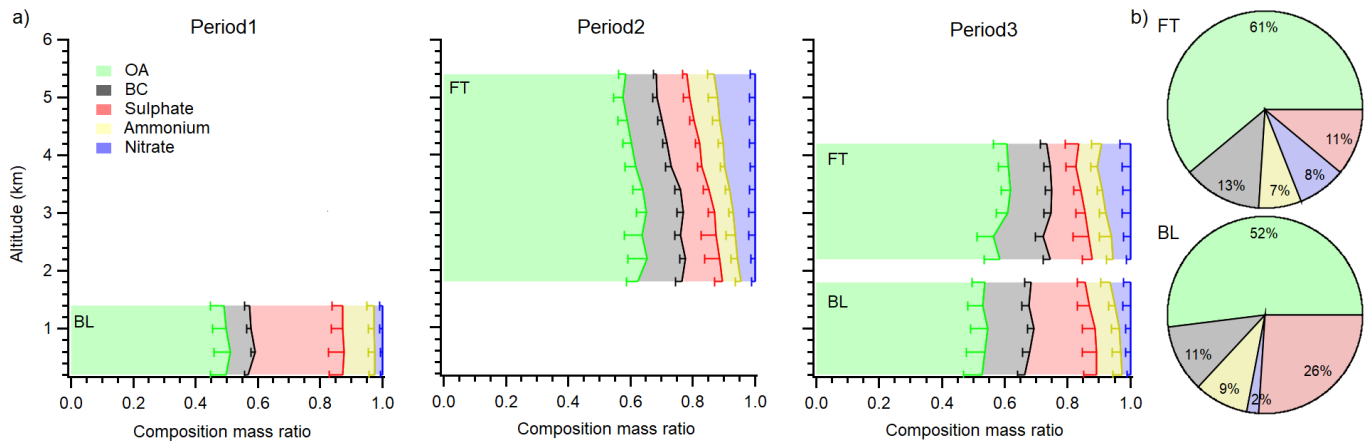 a)
Period1
Period2
Period3
b)
6
5
4
3
2
1
Altitude (km)
OA
BC
Sulphate
Ammonium
Nitrate
BL
0.0 0.2 0.4 0.6 0.8 1.0
Composition mass ratio
FT
0.0 0.2 0.4 0.6 0.8 1.0
Composition mass ratio
FT
BL
0.0 0.2 0.4 0.6 0.8 1.0
Composition mass ratio
FT
61%
11%
8%
7%
13%
BL
52%
11%
9%
2%
26%